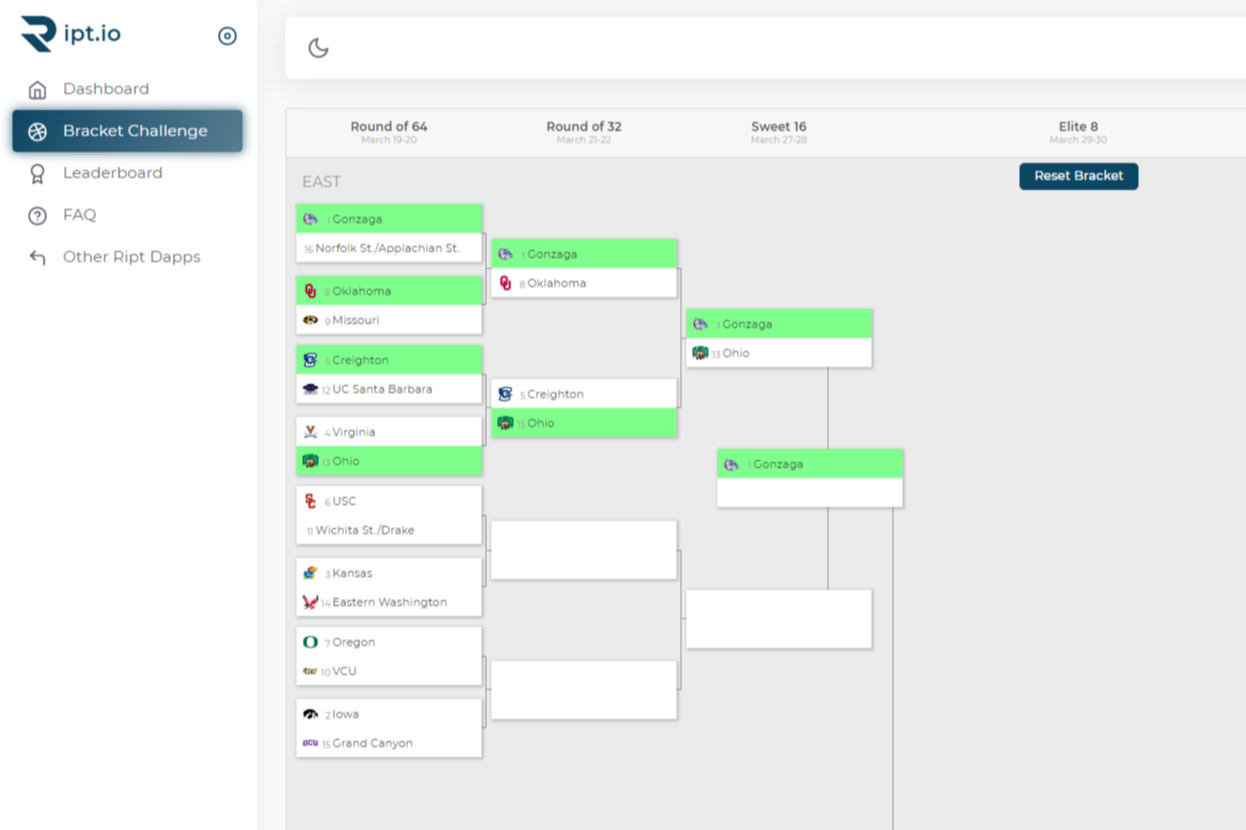 ipt.io
Dashboard
Bracket Challenge
Leaderboard
FAQ
Other Ript Dapps
Round of 64
March 19-20
Round of 32
March 21-22
Sweet 16
March 27-28
Elite 8
March 29-30
EAST
Reset Bracket
1 Gonzaga
16 Norfolk St./Applachian St.
8 Oklahoma
9 Missouri
5 Creighton
12 UC Santa Barbara
4 Virginia
13 Ohio
6 USC
11 Wichita St./Drake
3 Kansas
14 Eastern Washington
7 Oregon
10 VCU
2 Iowa
GCU 15 Grand Canyon
1 Gonzaga
8 Oklahoma
5 Creighton
13 Ohio
1 Gonzaga
13 Ohio
1 Gonzaga